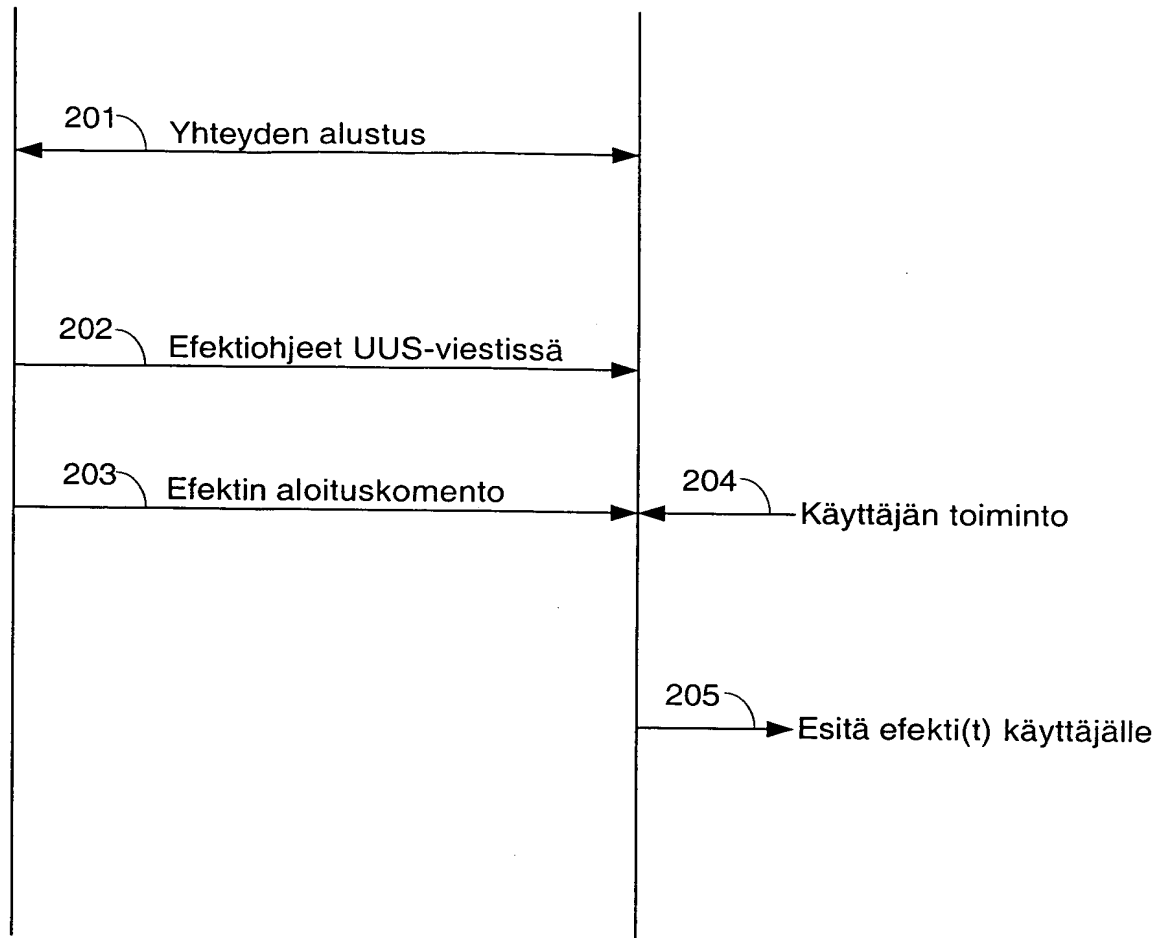 201 Yhteyden alustus
202 Efektiohjeet UUS-viestissä
203 Efektin aloituskomento
204 Käyttäjän toiminto
205 Esitä efekti(t) käyttäjälle